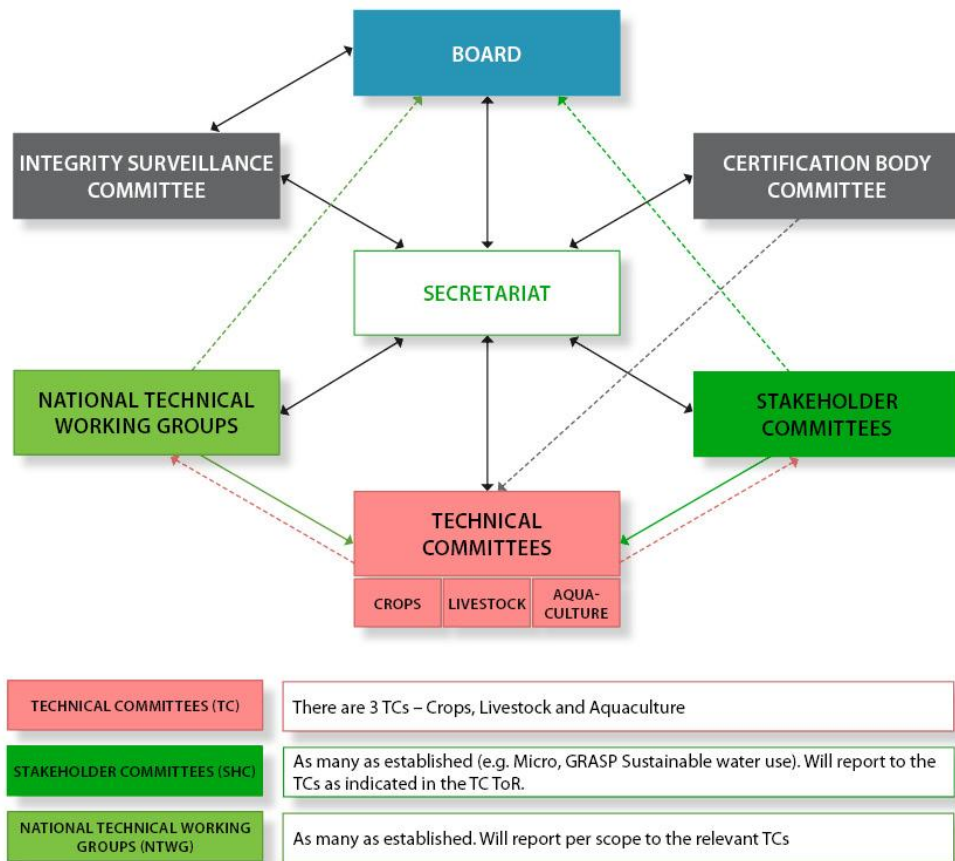 BOARD
INTEGRITY SURVEILLANCE
COMMITTEE
CERTIFICATION BODY
COMMITTEE
SECRETARIAT
NATIONAL TECHNICAL
WORKING GROUPS
STAKEHOLDER
COMMITTEES
TECHNICAL
COMMITTEES
CROPS
LIVESTOCK
AQUA-
CULTURE
TECHNICAL COMMITTEES (TC)
There are 3 TCs – Crops, Livestock and Aquaculture
STAKEHOLDER COMMITTEES (SHC)
As many as established (e.g. Micro, GRASP Sustainable water use). Will report to the
TCs as indicated in the TC ToR.
NATIONAL TECHNICAL WORKING
GROUPS (NTWG)
As many as established. Will report per scope to the relevant TCs